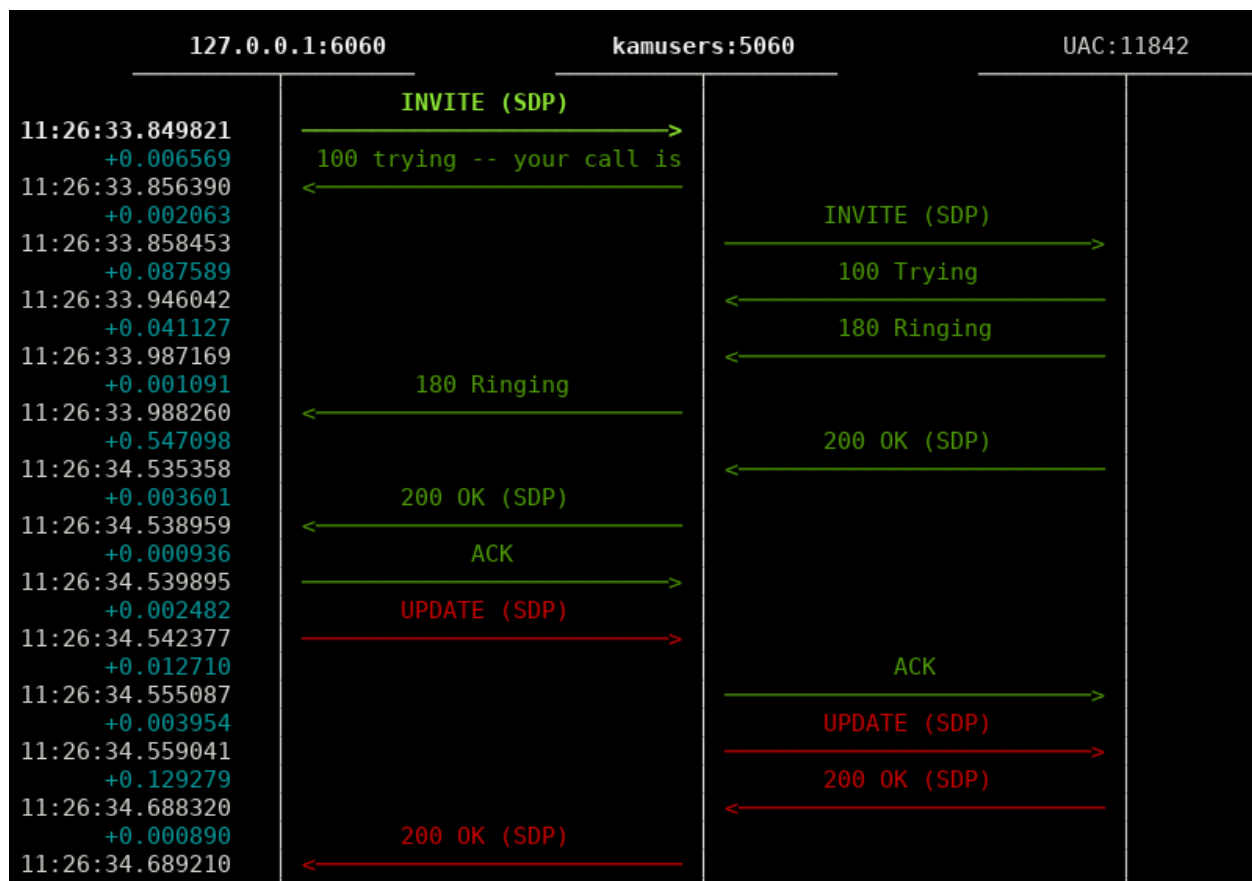 127.0.0.1:6060 kamusers:5060 UAC:11842
INVITE (SDP)
11:26:33.849821
+0.006569 100 trying -- your call is
11:26:33.856390
+0.002063 INVITE (SDP)
11:26:33.858453
+0.087589 100 Trying
11:26:33.946042
+0.041127 180 Ringing
11:26:33.987169
+0.001091 180 Ringing
11:26:33.988260
+0.547098 200 OK (SDP)
11:26:34.535358
+0.003601 200 OK (SDP)
11:26:34.538959
+0.000936 ACK
11:26:34.539895
+0.002482 UPDATE (SDP)
11:26:34.542377
+0.012710 ACK
11:26:34.555087
+0.003954 UPDATE (SDP)
11:26:34.559041
+0.129279 200 OK (SDP)
11:26:34.688320
+0.000890 200 OK (SDP)
11:26:34.689210